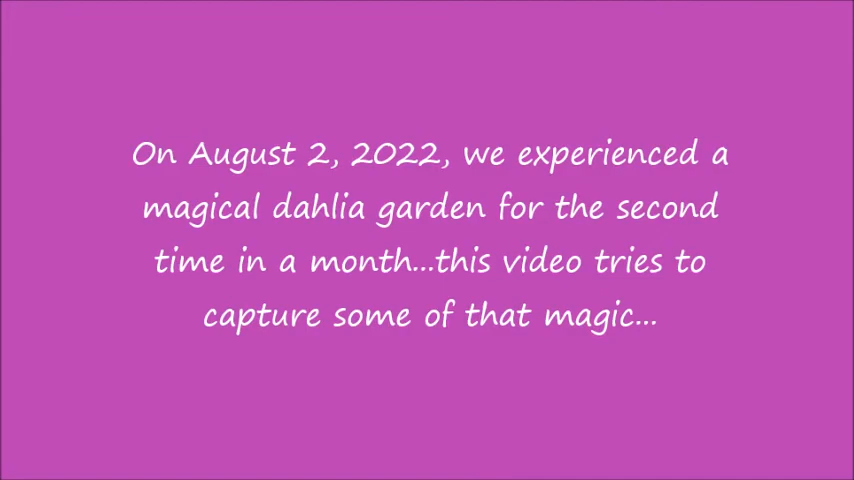 On August 2, 2022, we experienced a
magical dahlia garden for the second
time in a month...this video tries to
capture some of that magic...